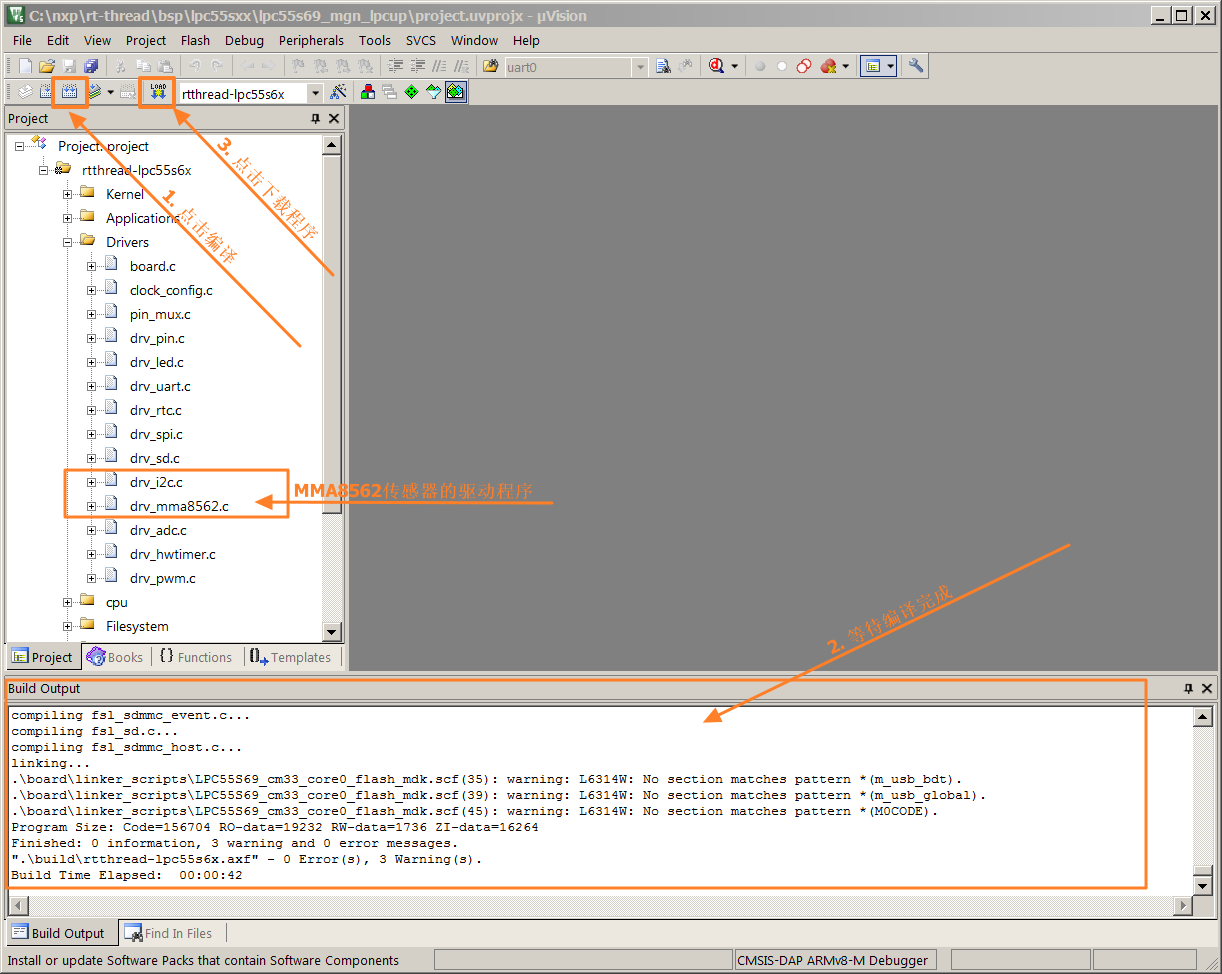 C:\nxp\rt-thread\bsp\lpc55sxx\lpc55s69_mgn_lpcup\project.uvprojx - µVision
File Edit View Project Flash Debug Peripherals Tools SVCS Window Help
uart0
LOAD
rtthread-lpc55s6x
Project
Project: project
rtthread-lpc55s6x
Kernel
Applications
Drivers
board.c
clock_config.c
pin_mux.c
drv_pin.c
drv_led.c
drv_uart.c
drv_rtc.c
drv_spi.c
drv_sd.c
drv_i2c.c
drv_mma8562.c
drv_adc.c
drv_hwtimer.c
drv_pwm.c
cpu
Filesystem
1. 点击编译
3. 点击下载程序
MMA8562传感器的驱动程序
2. 等待编译完成
Project Books {} Functions Templates
Build Output
compiling fsl_sdmmc_event.c...
compiling fsl_sd.c...
compiling fsl_sdmmc_host.c...
linking...
.\board\linker_scripts\LPC55S69_cm33_core0_flash_mdk.scf(35): warning: L6314W: No section matches pattern *(m_usb_bdt).
.\board\linker_scripts\LPC55S69_cm33_core0_flash_mdk.scf(39): warning: L6314W: No section matches pattern *(m_usb_global).
.\board\linker_scripts\LPC55S69_cm33_core0_flash_mdk.scf(45): warning: L6314W: No section matches pattern *(M0CODE).
Program Size: Code=156704 RO-data=19232 RW-data=1736 ZI-data=16264
Finished: 0 information, 3 warning and 0 error messages.
".\build\rtthread-lpc55s6x.axf" - 0 Error(s), 3 Warning(s).
Build Time Elapsed:  00:00:42
Build Output Find In Files
Install or update Software Packs that contain Software Components
CMSIS-DAP ARMv8-M Debugger